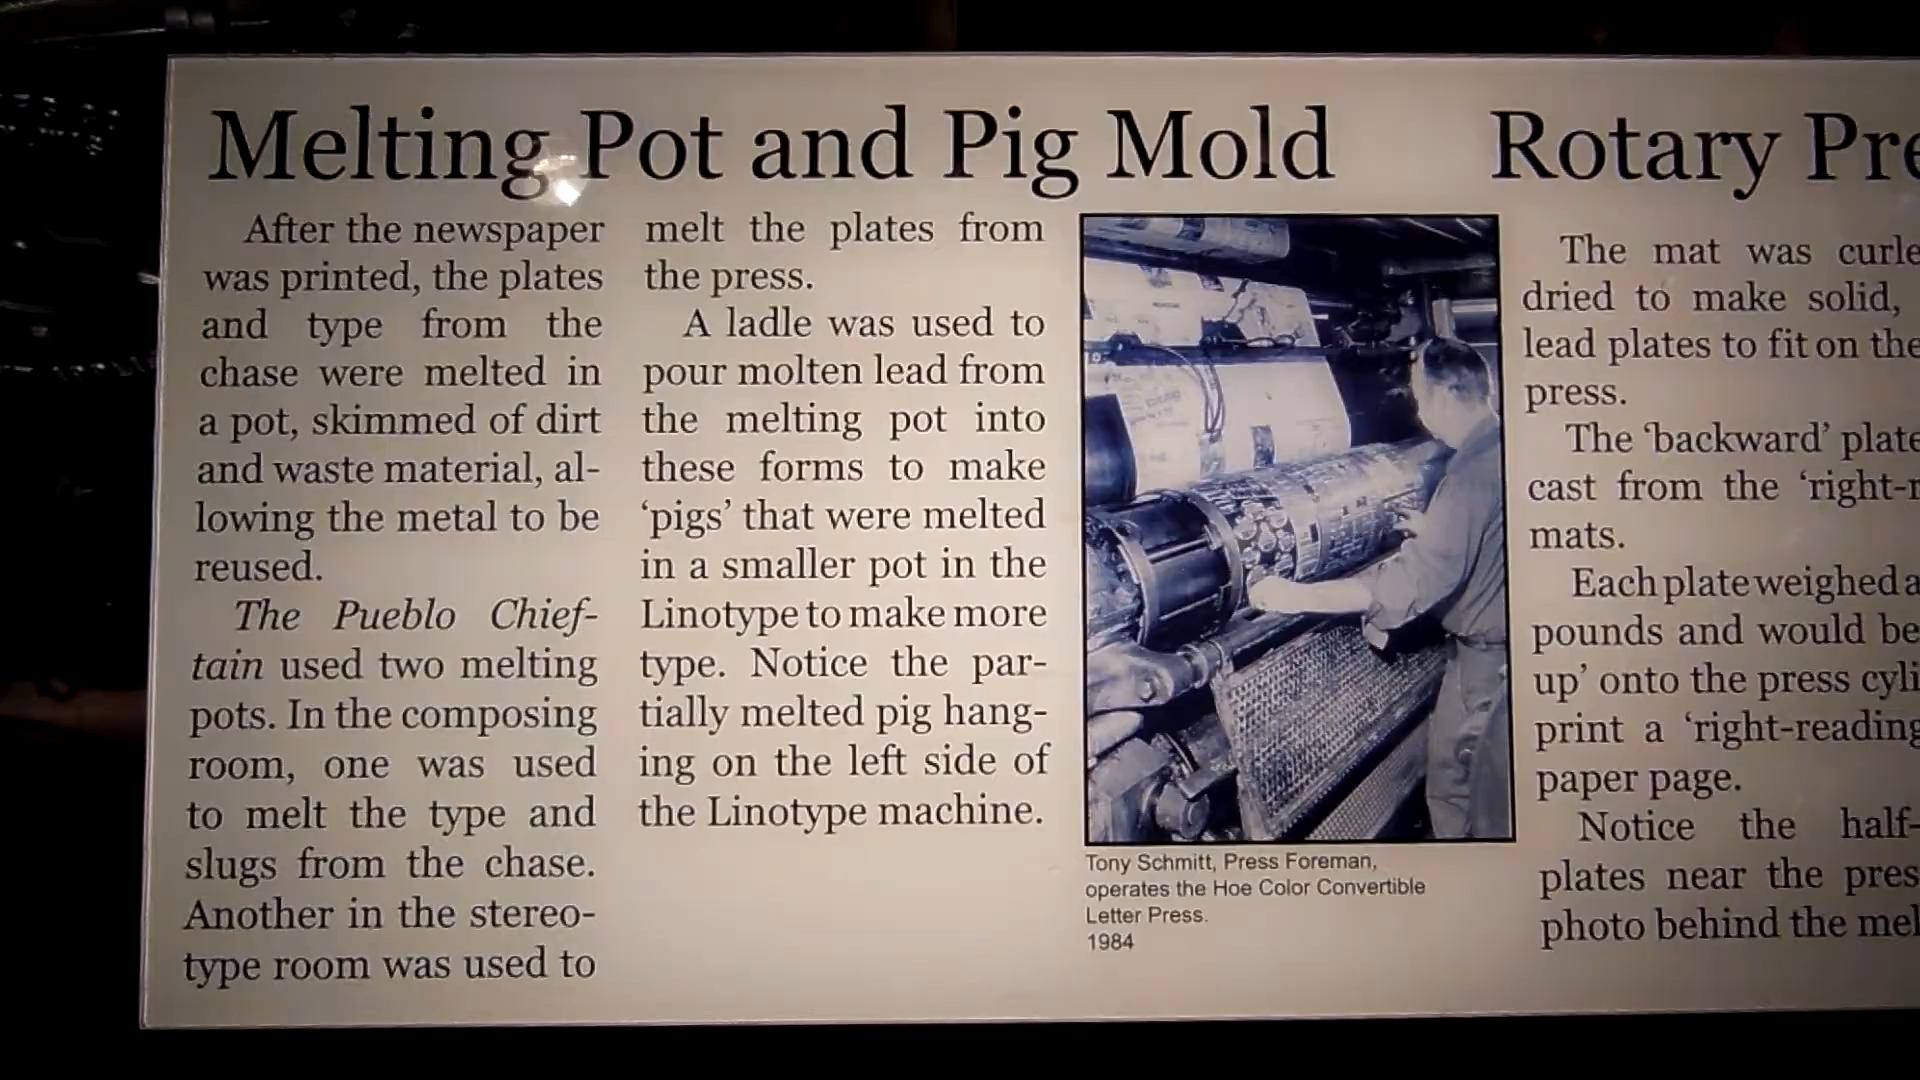 Melting Pot and Pig Mold
After the newspaper
was printed, the plates
and type from the
chase were melted in
a pot, skimmed of dirt
and waste material, al-
lowing the metal to be
reused.
The Pueblo Chief-
tain used two melting
pots. In the composing
room, one was used
to melt the type and
slugs from the chase.
Another in the stereo-
type room was used to
melt the plates from
the press.
A ladle was used to
pour molten lead from
the melting pot into
these forms to make
‘pigs’ that were melted
in a smaller pot in the
Linotype to make more
type. Notice the par-
tially melted pig hang-
ing on the left side of
the Linotype machine.
Tony Schmitt, Press Foreman,
operates the Hoe Color Convertible
Letter Press.
1984
Rotary Pre
The mat was curle
dried to make solid,
lead plates to fit on the
press.
The ‘backward’ plate
cast from the ‘right-r
mats.
Each plate weighed a
pounds and would be
up’ onto the press cyli
print a ‘right-reading
paper page.
Notice the half-
plates near the pres
photo behind the mel